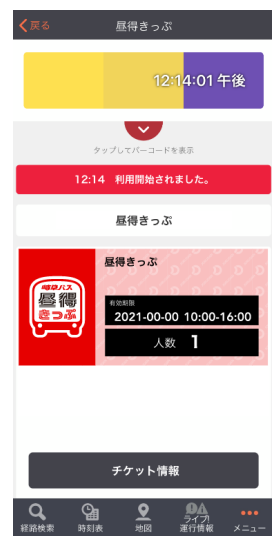 戻る
昼得きっぷ
12:14:01 午後
タップしてバーコードを表示
12:14 利用開始されました。
昼得きっぷ
昼得きっぷ
岐阜バス
昼得
きっぷ
有効期限
2021-00-00 10:00-16:00
人数 1
チケット情報
経路検索
時刻表
地図
ライブ!
運行情報
メニュー